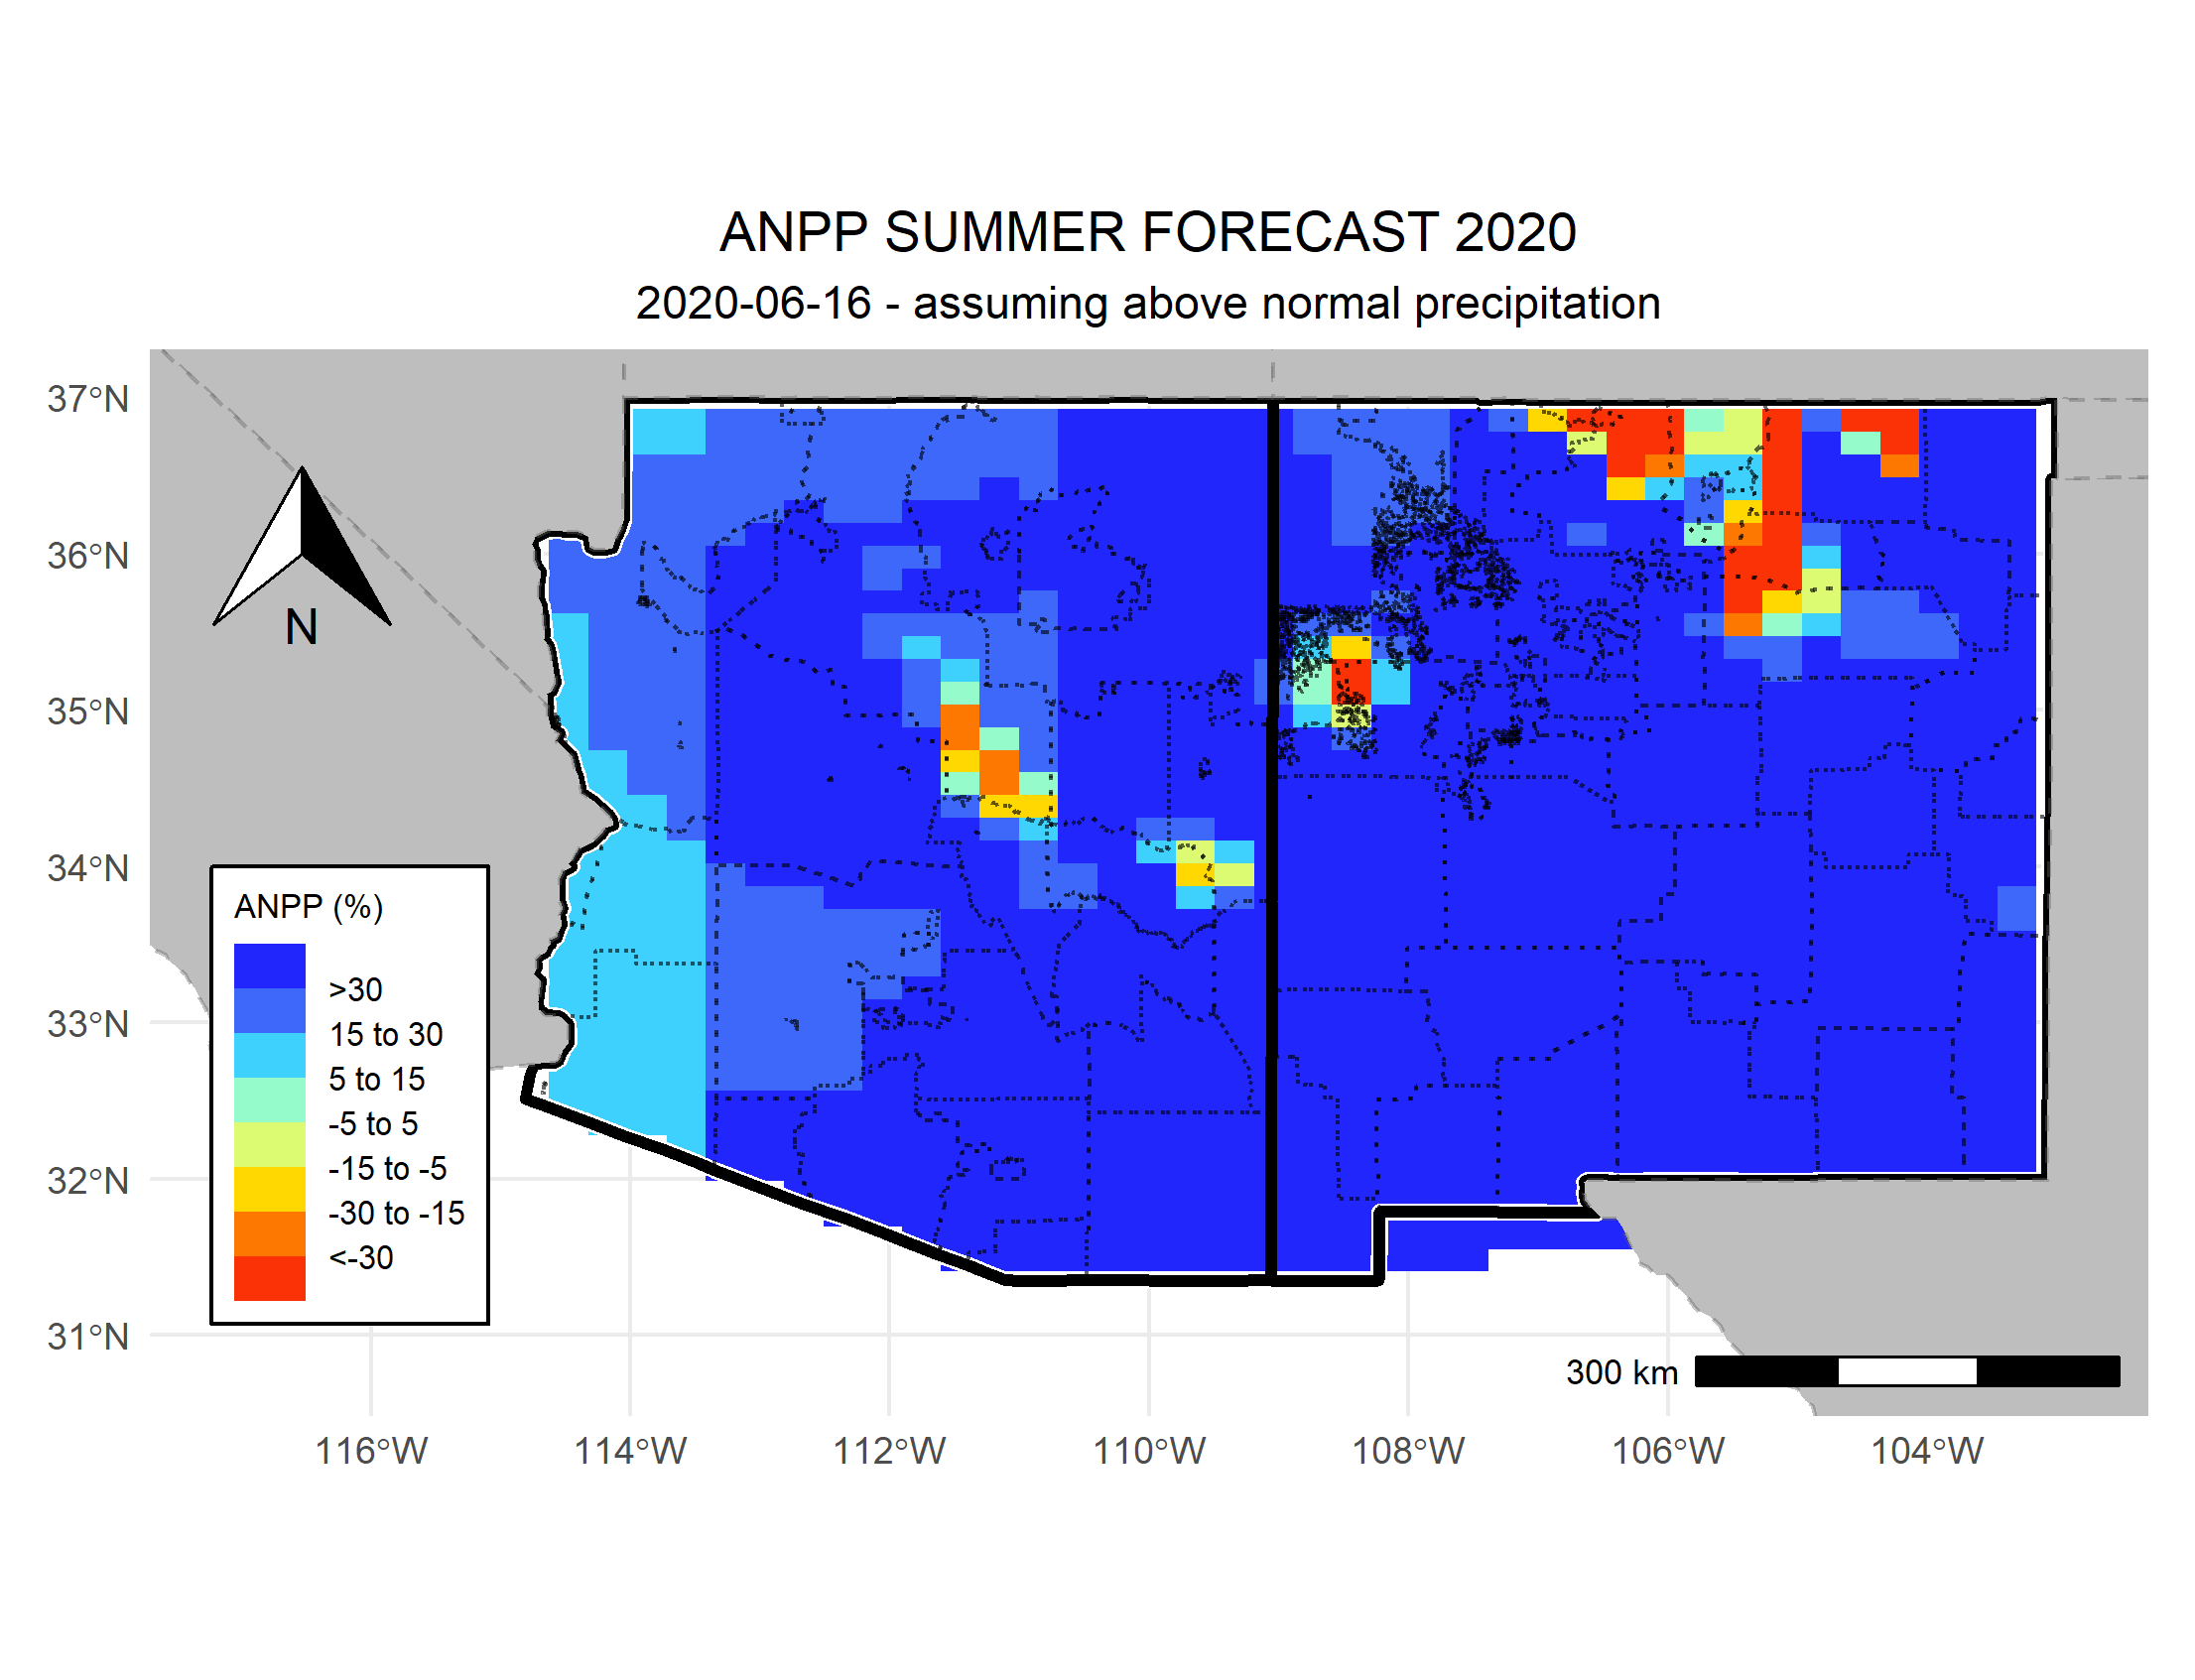 ANPP SUMMER FORECAST 2020
2020-06-16 - assuming above normal precipitation
37°N
36°N
35°N
34°N
33°N
32°N
31°N
N
ANPP (%)
>30
15 to 30
5 to 15
-5 to 5
-15 to -5
-30 to -15
<-30
300 km
116°W 114°W 112°W 110°W 108°W 106°W 104°W